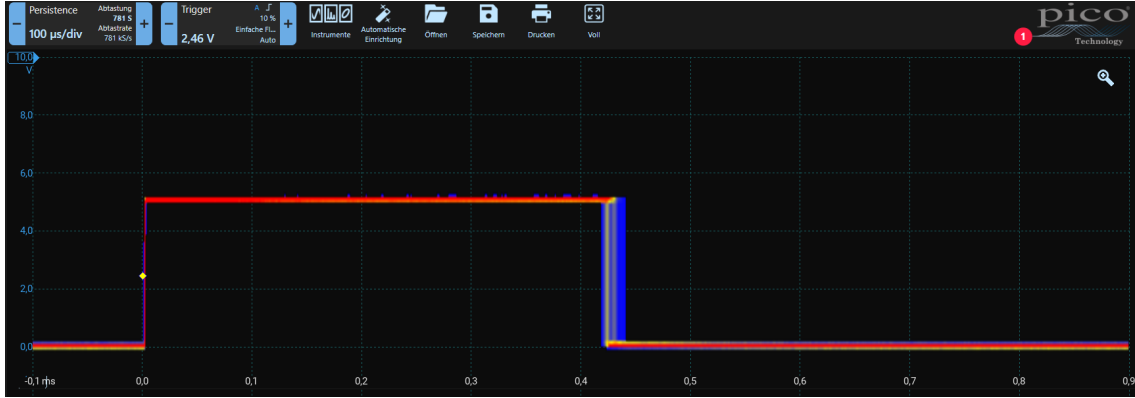 Persistence
100 µs/div
Abtastung
781 S
Abtastrate
781 kS/s
Trigger
2,46 V
A
10 %
Einfache Fl...
Auto
Instrumente
Automatische
Einrichtung
Öffnen
Speichern
Drucken
Voll
1
pico
Technology
10,0
V
8,0
6,0
4,0
2,0
0,0
-0,1 ms
0,0
0,1
0,2
0,3
0,4
0,5
0,6
0,7
0,8
0,9